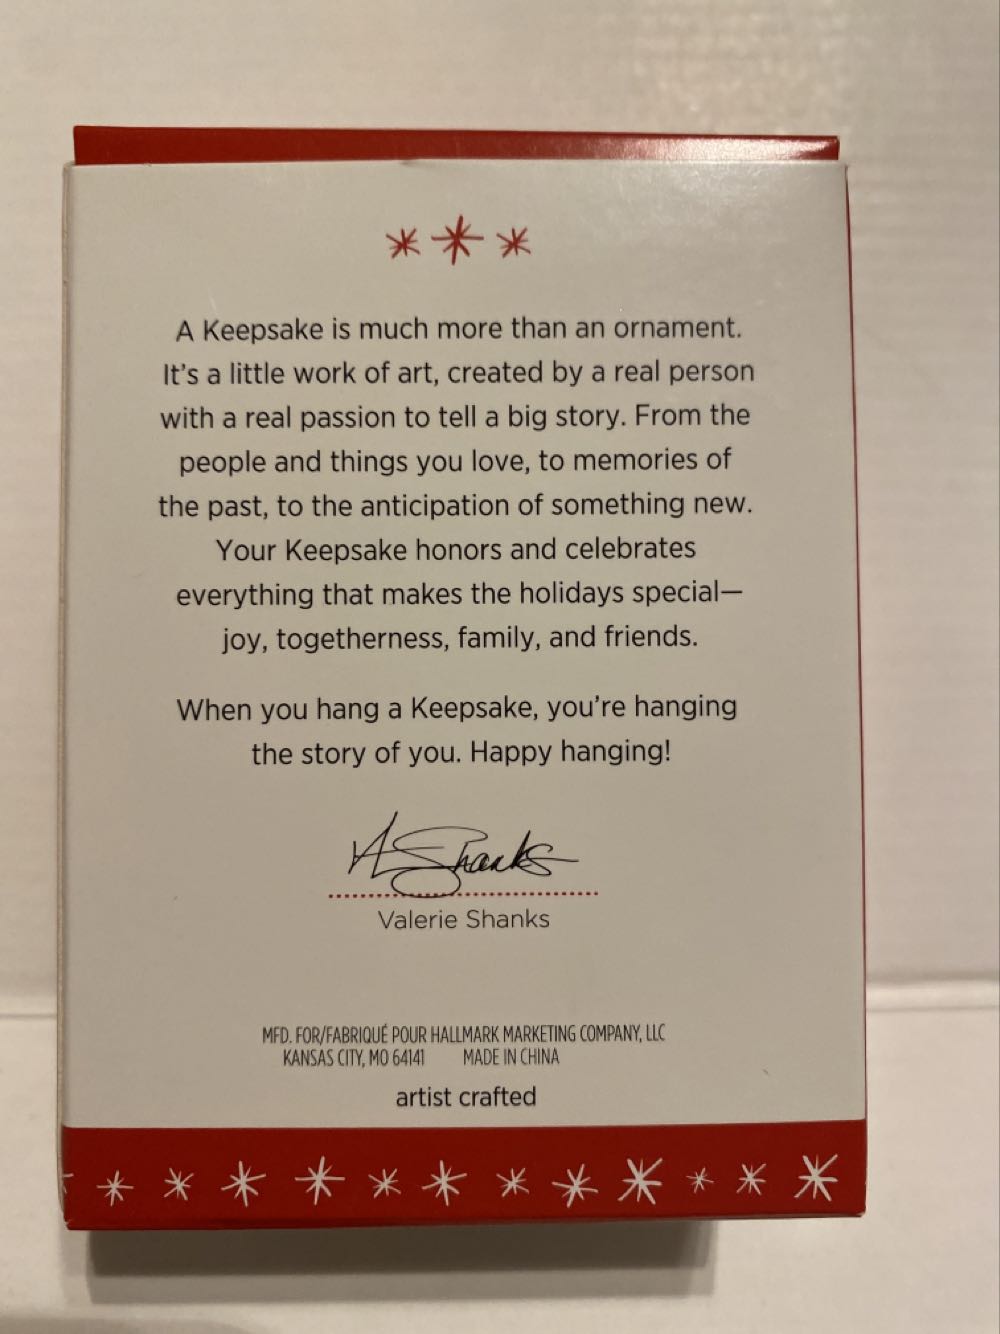 A Keepsake is much more than an ornament.
It's a little work of art, created by a real person
with a real passion to tell a big story. From the
people and things you love, to memories of
the past, to the anticipation of something new.
Your Keepsake honors and celebrates
everything that makes the holidays special—
joy, togetherness, family, and friends.
When you hang a Keepsake, you're hanging
the story of you. Happy hanging!
VShanks
Valerie Shanks
MFD. FOR/FABRIQUÉ POUR HALLMARK MARKETING COMPANY, LLC
KANSAS CITY, MO 64141 MADE IN CHINA
artist crafted